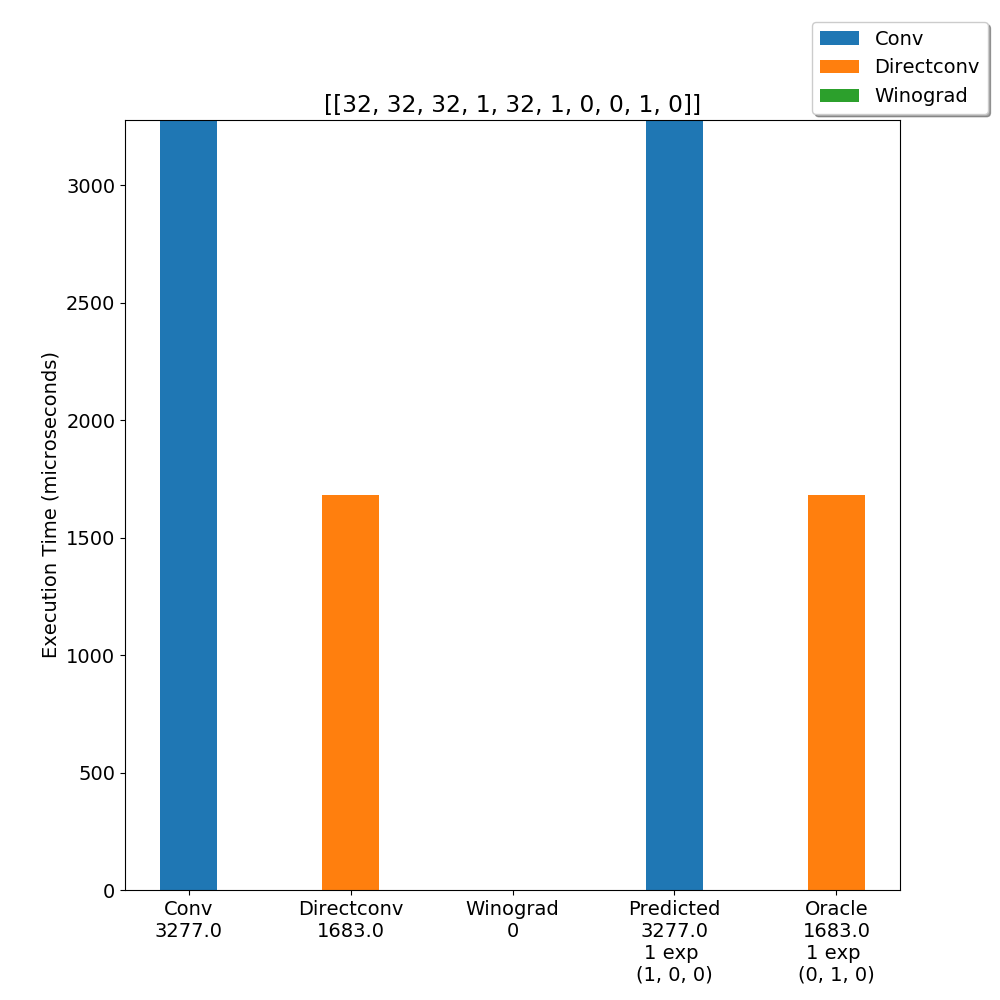 Conv
Directconv
Winograd
[[32, 32, 32, 1, 32, 1, 0, 0, 1, 0]]
Execution Time (microseconds)
3000
2500
2000
1500
1000
500
0
Conv
3277.0
Directconv
1683.0
Winograd
0
Predicted
3277.0
1 exp
(1, 0, 0)
Oracle
1683.0
1 exp
(0, 1, 0)